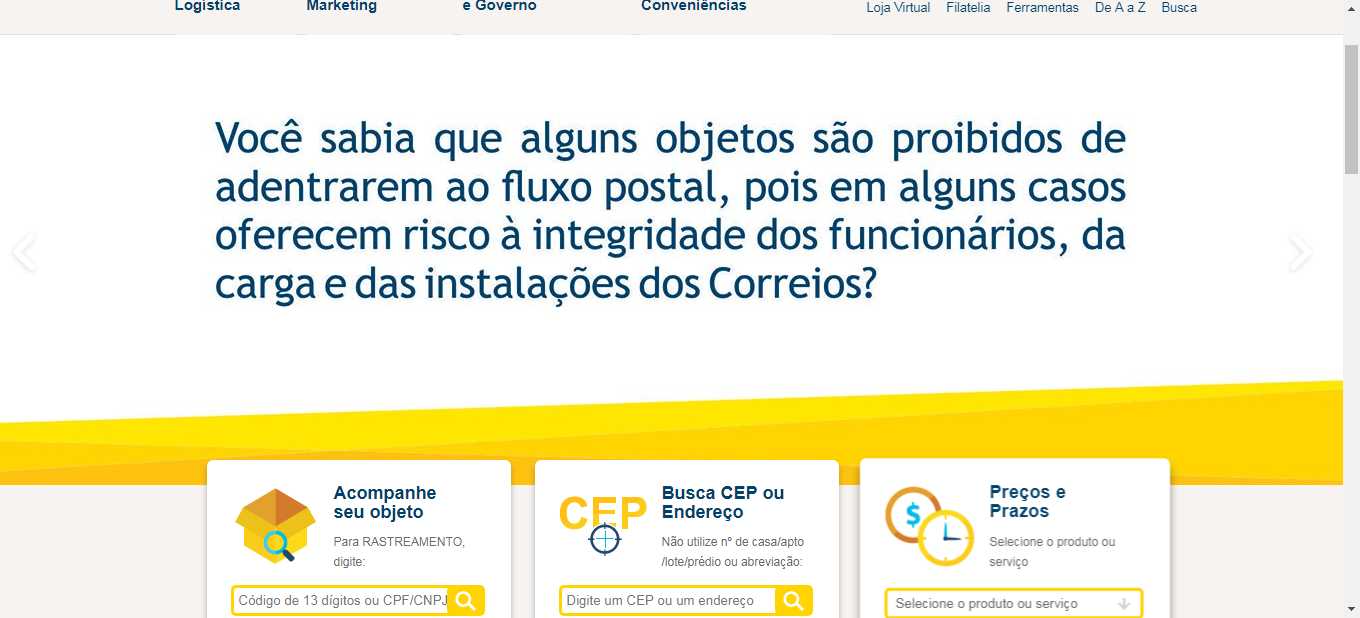 Logística Marketing e Governo Conveniências Loja Virtual Filatelia Ferramentas De A a Z Busca
Você sabia que alguns objetos são proibidos de
adentrarem ao fluxo postal, pois em alguns casos
oferecem risco à integridade dos funcionários, da
carga e das instalações dos Correios?
Acompanhe
seu objeto
Para RASTREAMENTO,
digite:
Código de 13 dígitos ou CPF/CNPJ
CEP
Busca CEP ou
Endereço
Não utilize nº de casa/apto
/lote/prédio ou abreviação:
Digite um CEP ou um endereço
$
Preços e
Prazos
Selecione o produto ou
serviço
Selecione o produto ou serviço